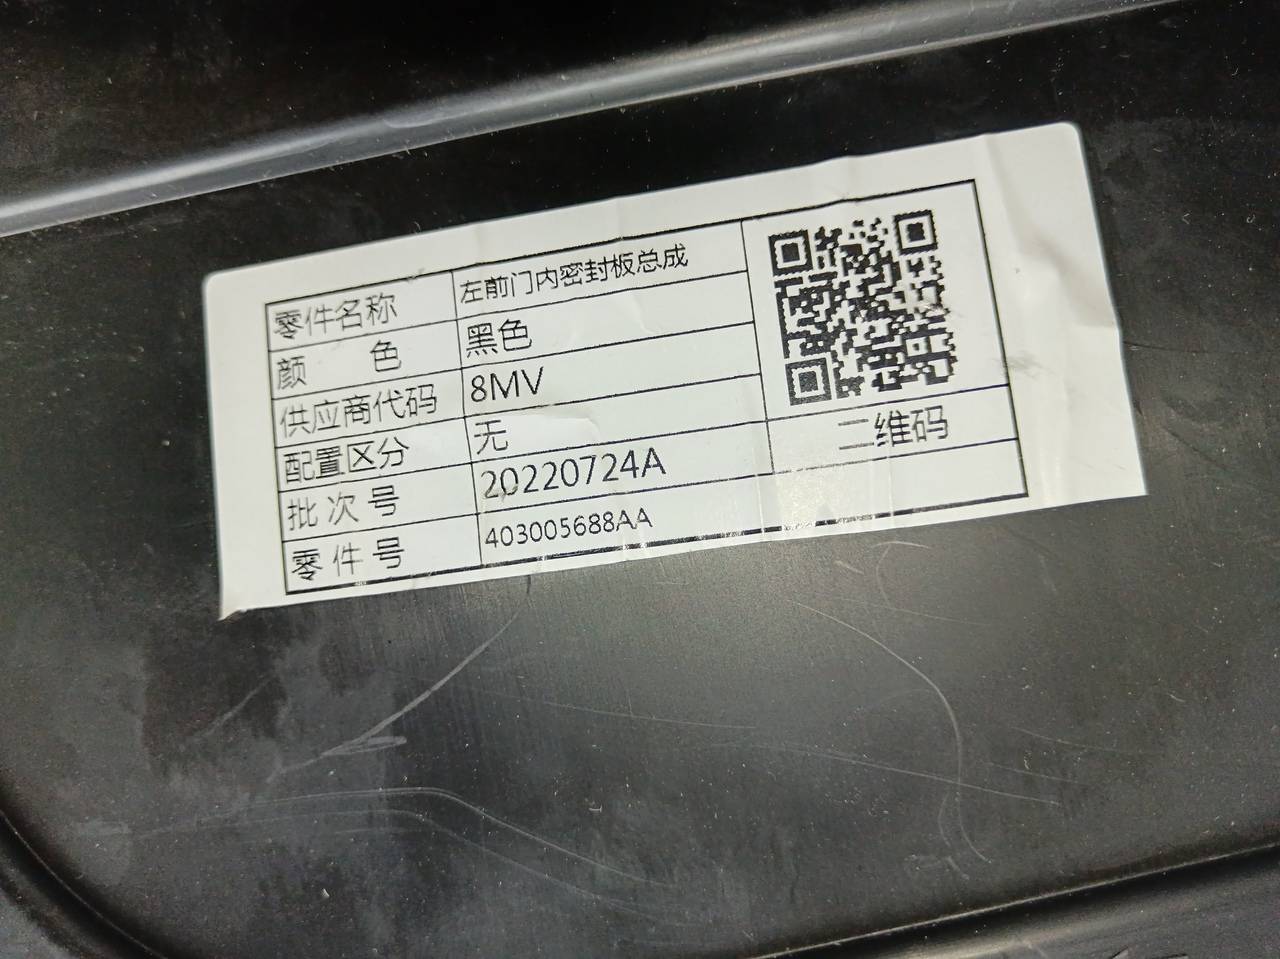 零件名称 左前门内密封板总成
颜 色 黑色
供应商代码 8MV
配置区分 无
二维码
批次号 20220724A
零件号 403005688AA